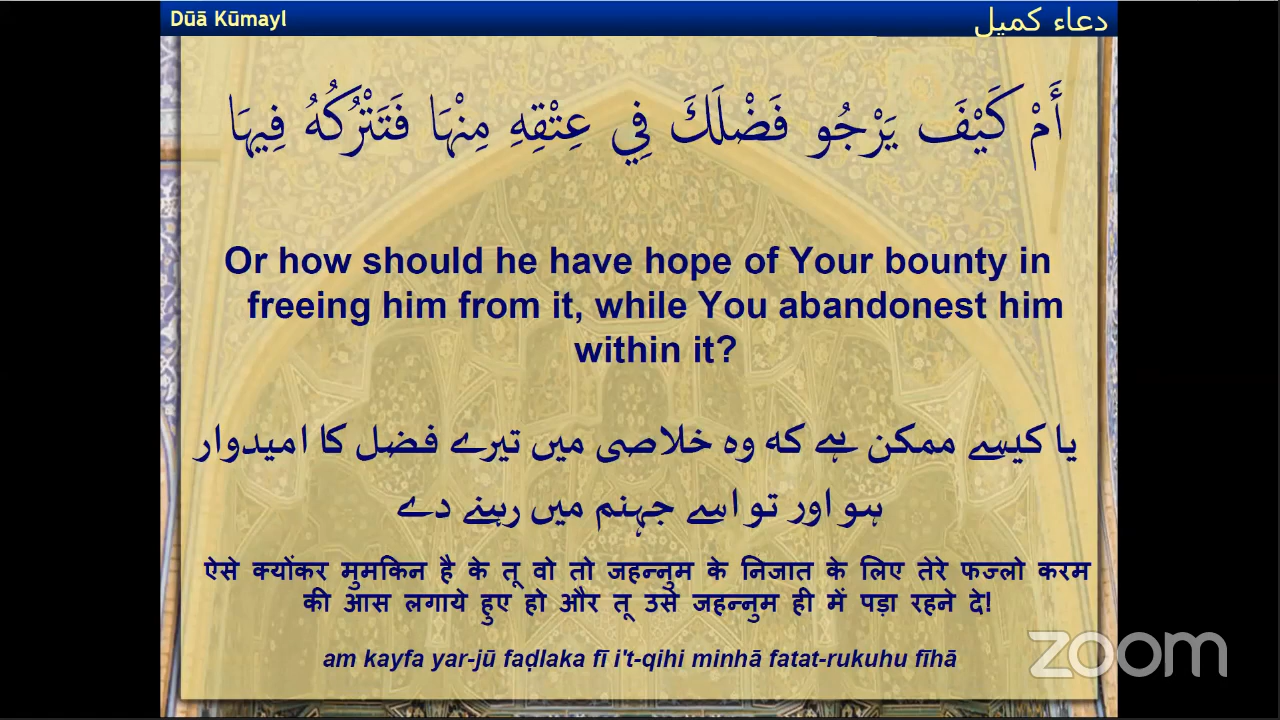 Dūā Kūmayl
دعاء كميل
أَمْ كَيْفَ يَرْجُو فَضْلَكَ فِي عِتْقِهِ مِنْهَا فَتَتْرُكُهُ فِيهَا
Or how should he have hope of Your bounty in
freeing him from it, while You abandonest him
within it?
یا کیسے ممکن ہے کہ وہ خلاصی میں تیرے فضل کا امیدوار
ہو اور تو اسے جہنم میں رہنے دے
ऐसे क्योंकर मुमकिन है के तू वो तो जहन्नुम के निजात के लिए तेरे फज्लो करम
की आस लगाये हुए हो और तू उसे जहन्नुम ही में पड़ा रहने दे!
am kayfa yar-jū faḍlaka fī i't-qihi minhā fatat-rukuhu fīhā
zoom